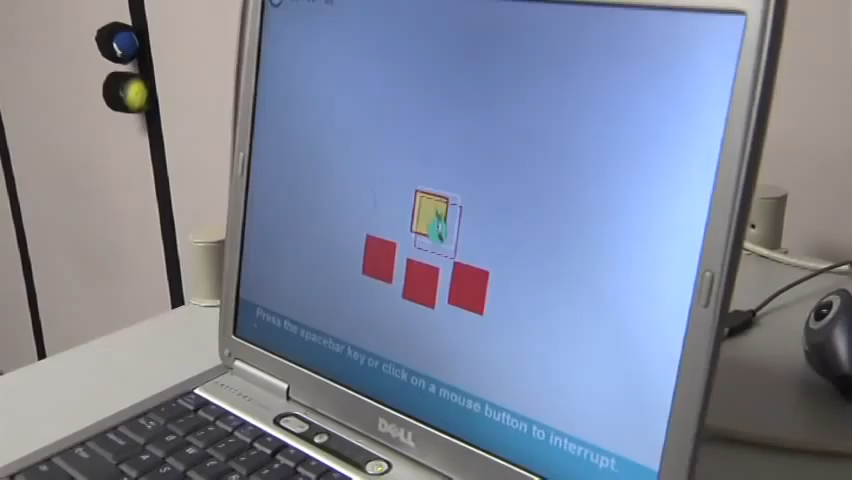 Press the spacebar key or click on a mouse button to interrupt.
DELL